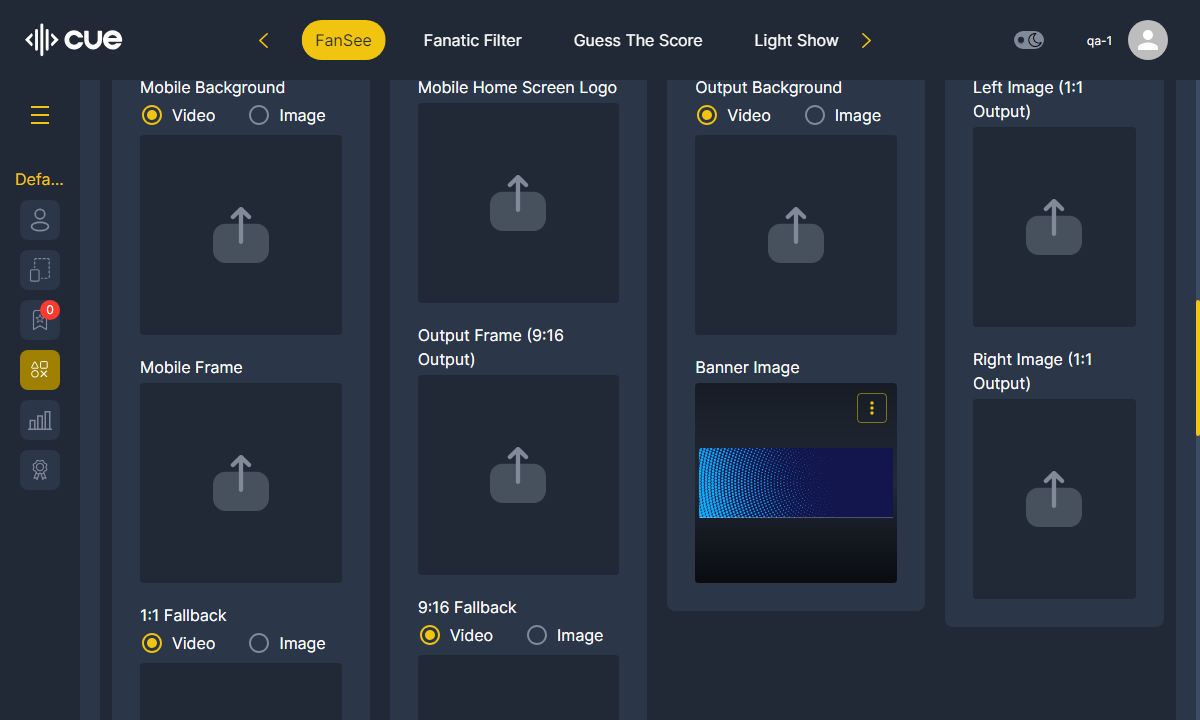 cue
FanSee
Fanatic Filter
Guess The Score
Light Show
qa-1
Defa...
0
Mobile Background
Video
Image
Mobile Frame
1:1 Fallback
Video
Image
Mobile Home Screen Logo
Output Frame (9:16
Output)
9:16 Fallback
Video
Image
Output Background
Video
Image
Banner Image
Left Image (1:1
Output)
Right Image (1:1
Output)